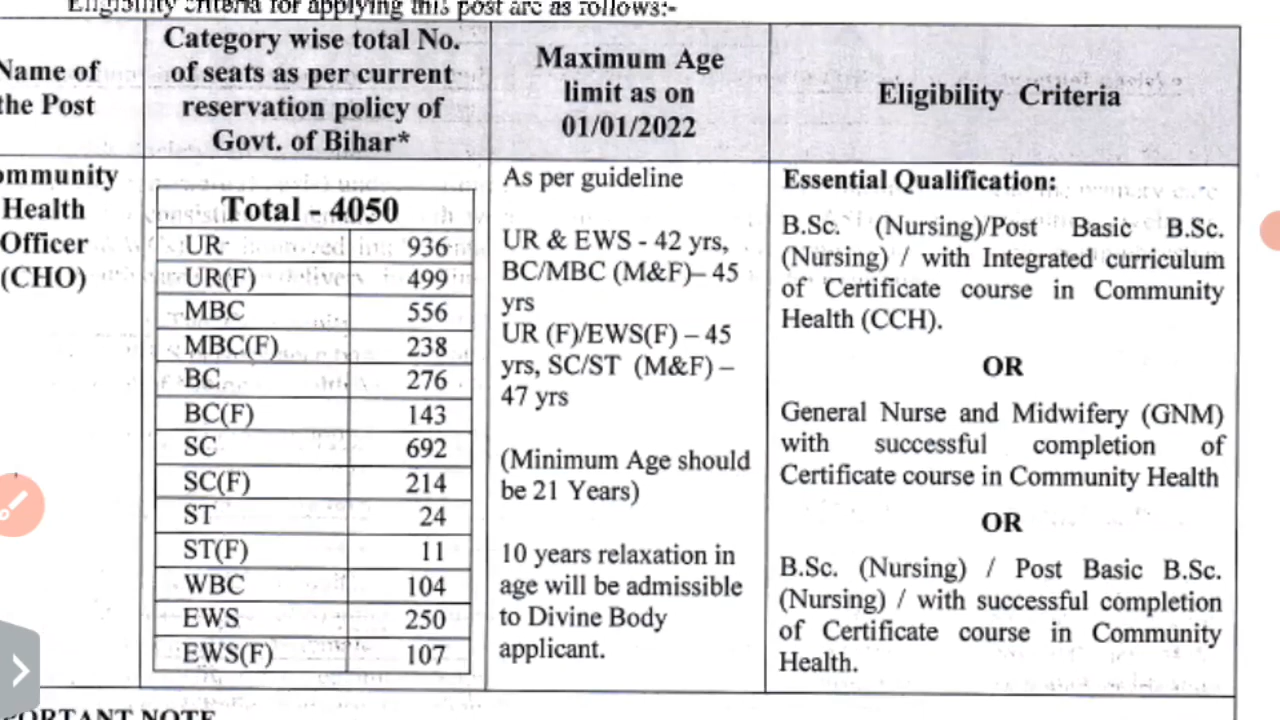 Eligibility criteria for applying this post are as follows:-
Name of
the Post
Category wise total No.
of seats as per current
reservation policy of
Govt. of Bihar*
Maximum Age
limit as on
01/01/2022
Eligibility Criteria
ommunity
Health
Officer
(CHO)
Total - 4050
UR 936
UR(F) 499
MBC 556
MBC(F) 238
BC 276
BC(F) 143
SC 692
SC(F) 214
ST 24
ST(F) 11
WBC 104
EWS 250
EWS(F) 107
As per guideline
UR & EWS - 42 yrs,
BC/MBC (M&F)– 45
yrs
UR (F)/EWS(F) – 45
yrs, SC/ST (M&F) –
47 yrs
(Minimum Age should
be 21 Years)
10 years relaxation in
age will be admissible
to Divine Body
applicant.
Essential Qualification:
B.Sc. (Nursing)/Post Basic B.Sc.
(Nursing) / with Integrated curriculum
of Certificate course in Community
Health (CCH).
OR
General Nurse and Midwifery (GNM)
with successful completion of
Certificate course in Community Health
OR
B.Sc. (Nursing) / Post Basic B.Sc.
(Nursing) / with successful completion
of Certificate course in Community
Health.
PORTANT NOTE